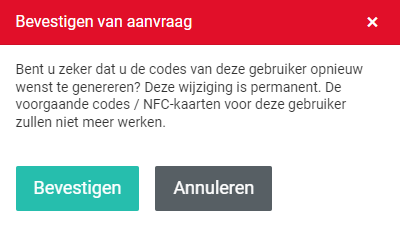 Bevestigen van aanvraag ×
Bent u zeker dat u de codes van deze gebruiker opnieuw
wenst te genereren? Deze wijziging is permanent. De
voorgaande codes / NFC-kaarten voor deze gebruiker
zullen niet meer werken.
Bevestigen Annuleren